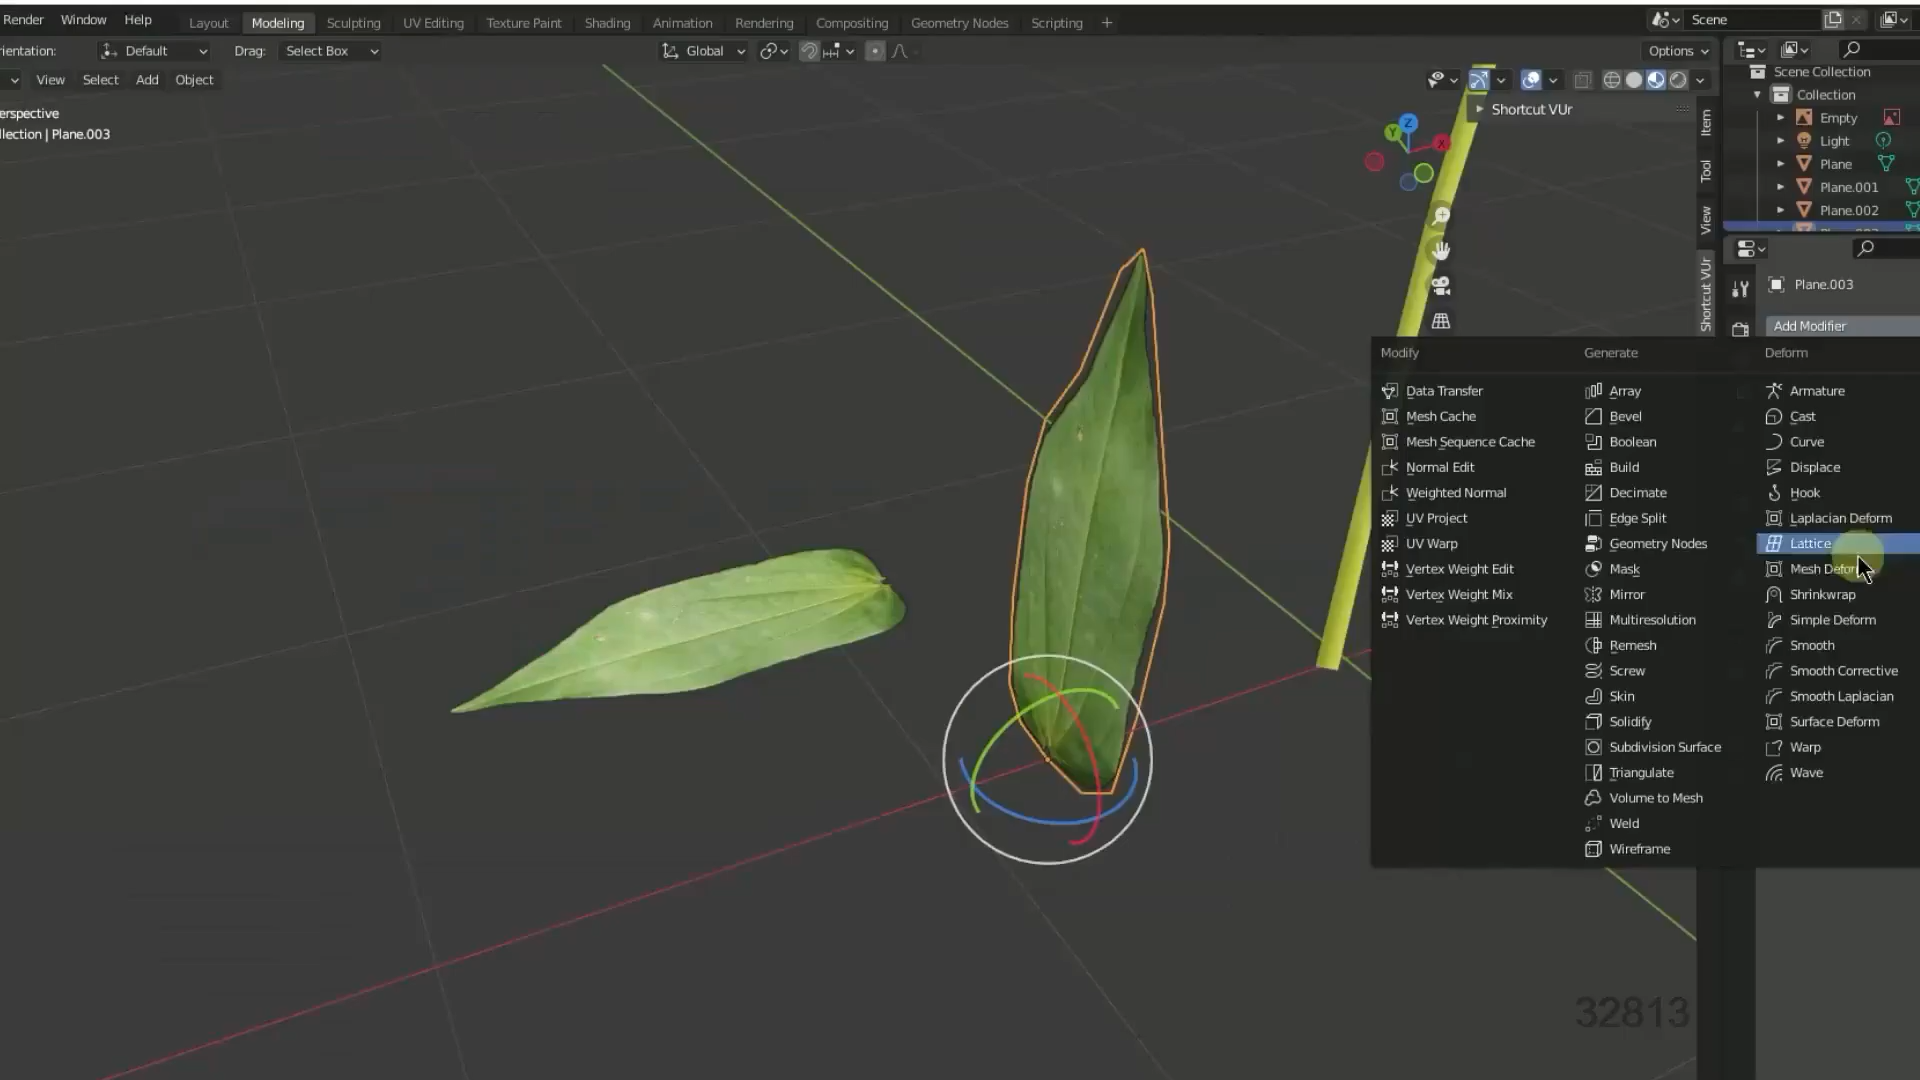 Render Window Help Layout Modeling Sculpting UV Editing Texture Paint Shading Animation Rendering Compositing Geometry Nodes Scripting + Scene
rientation: Default Drag: Select Box Global Options
View Select Add Object
Scene Collection
Collection
Empty
Light
Plane
Plane.001
Plane.002
erspective
llection | Plane.003
Shortcut VUr
Y Z X
Item
Tool
View
Shortcut VUr
Plane.003
Add Modifier
Modify Generate Deform
Data Transfer Array Armature
Mesh Cache Bevel Cast
Mesh Sequence Cache Boolean Curve
Normal Edit Build Displace
Weighted Normal Decimate Hook
UV Project Edge Split Laplacian Deform
UV Warp Geometry Nodes Lattice
Vertex Weight Edit Mask Mesh Defor
Vertex Weight Mix Mirror Shrinkwrap
Vertex Weight Proximity Multiresolution Simple Deform
Remesh Smooth
Screw Smooth Corrective
Skin Smooth Laplacian
Solidify Surface Deform
Subdivision Surface Warp
Triangulate Wave
Volume to Mesh
Weld
Wireframe
32813